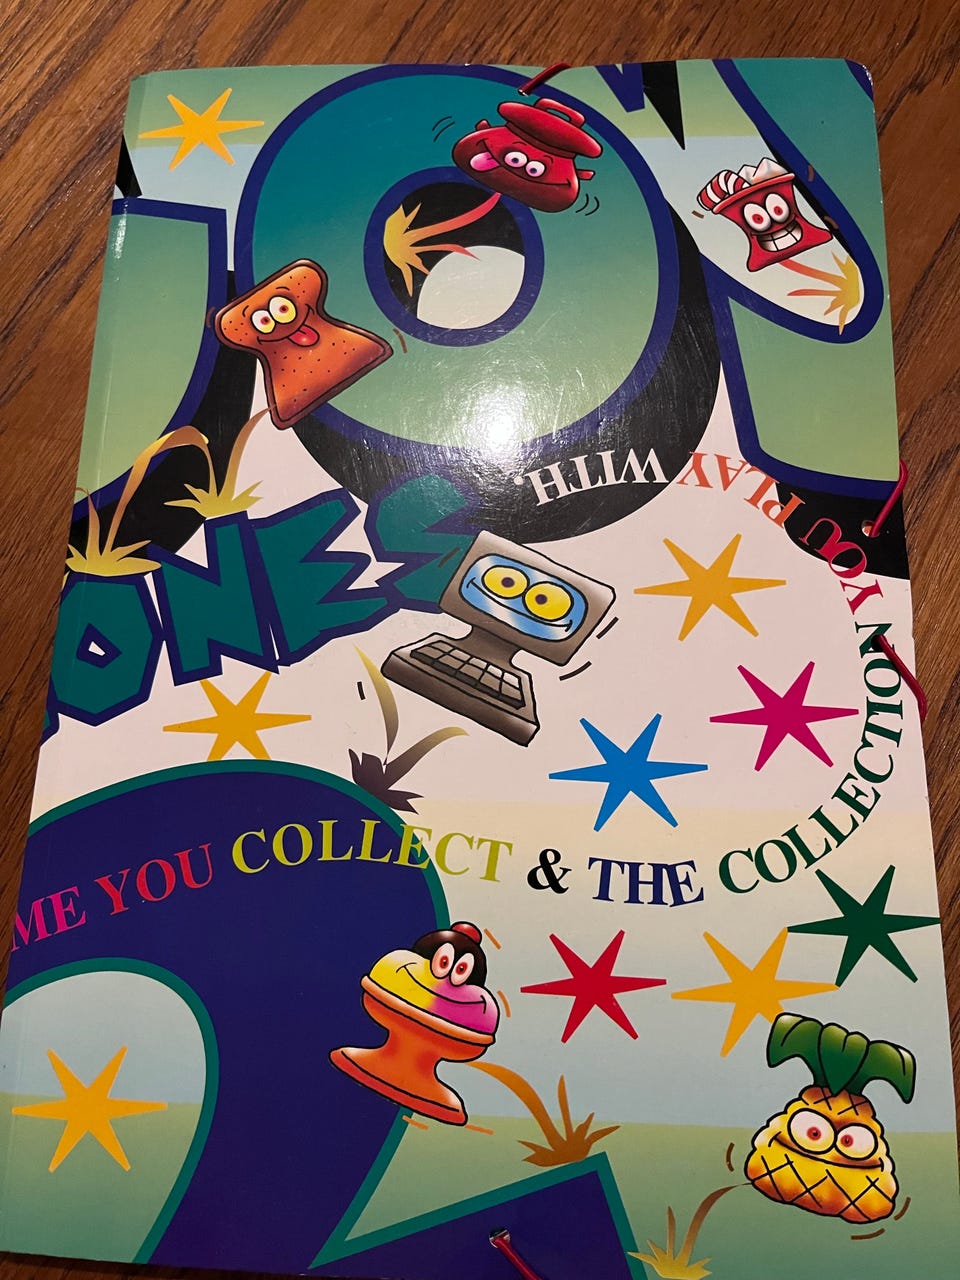 ONES
ME YOU COLLECT & THE COLLECTION YOU PLAY WITH.